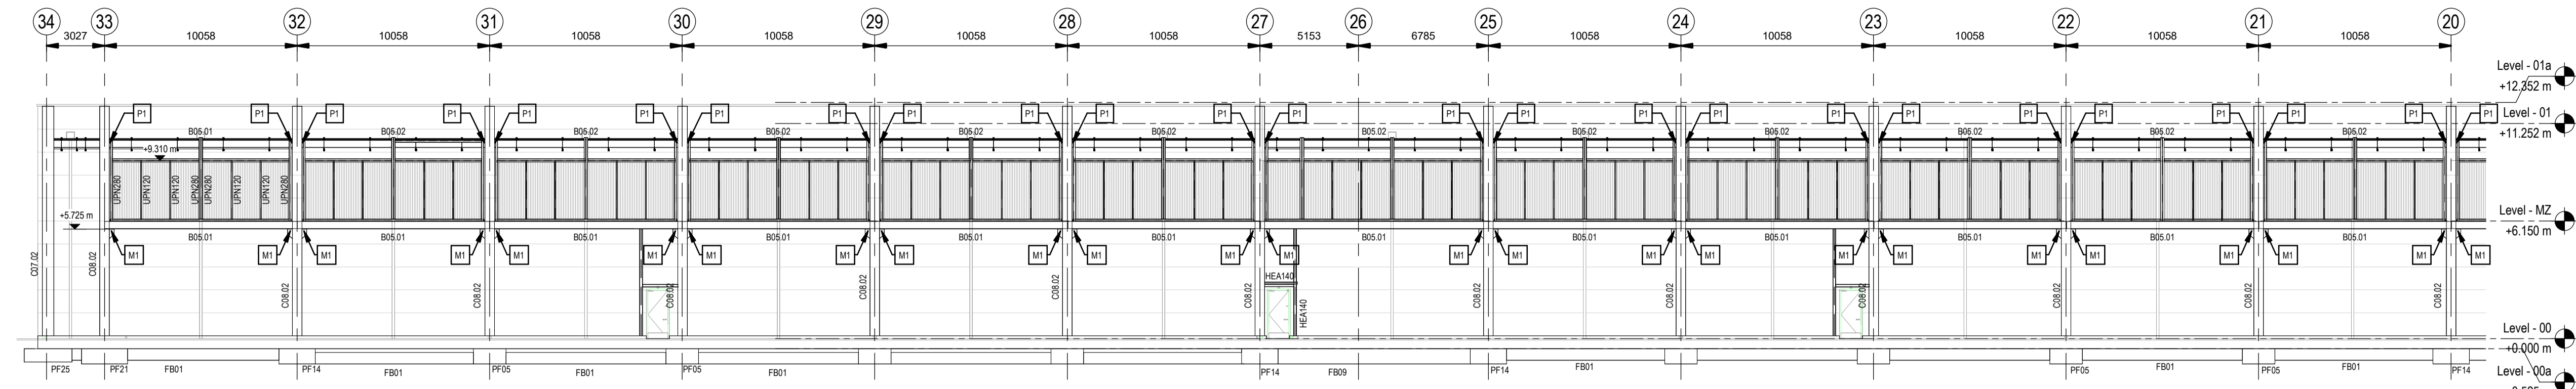 34 33 32 31 30 29 28 27 26 25 24 23 22 21 20
3027 10058 10058 10058 10058 10058 10058 5153 6785 10058 10058 10058 10058 10058
Level - 01a
+12.352 m
Level - 01
+11.252 m
P1 P1 P1 P1 P1 P1 P1 P1 P1 P1 P1 P1 P1 P1 P1 P1 P1 P1 P1 P1 P1 P1 P1 P1 P1
B05.01 B05.02 B05.02 B05.02 B05.02 B05.02 B05.02 B05.02 B05.02 B05.02 B05.02 B05.02
+9.310 m
UPN280 UPN120 UPN120 UPN280 UPN280 UPN120 UPN120 UPN280
+5.725 m
Level - MZ
+6.150 m
B05.01 B05.01 B05.01 B05.01 B05.01 B05.01 B05.01 B05.01 B05.01 B05.01 B05.01 B05.01
M1 M1 M1 M1 M1 M1 M1 M1 M1 M1 M1 M1 M1 M1 M1 M1 M1 M1 M1 M1 M1 M1 M1 M1 M1
C07.02 C08.02 C08.02 C08.02 C08.02 C08.02 C08.02 C08.02 C08.02 C08.02 C08.02 C08.02 C08.02 C08.02
HEA140
HEA140
Level - 00
+0.000 m
Level - 00a
PF25 PF21 FB01 PF14 FB01 PF05 FB01 PF05 FB01 PF14 FB09 PF14 FB01 PF05 FB01 PF05 FB01 PF14